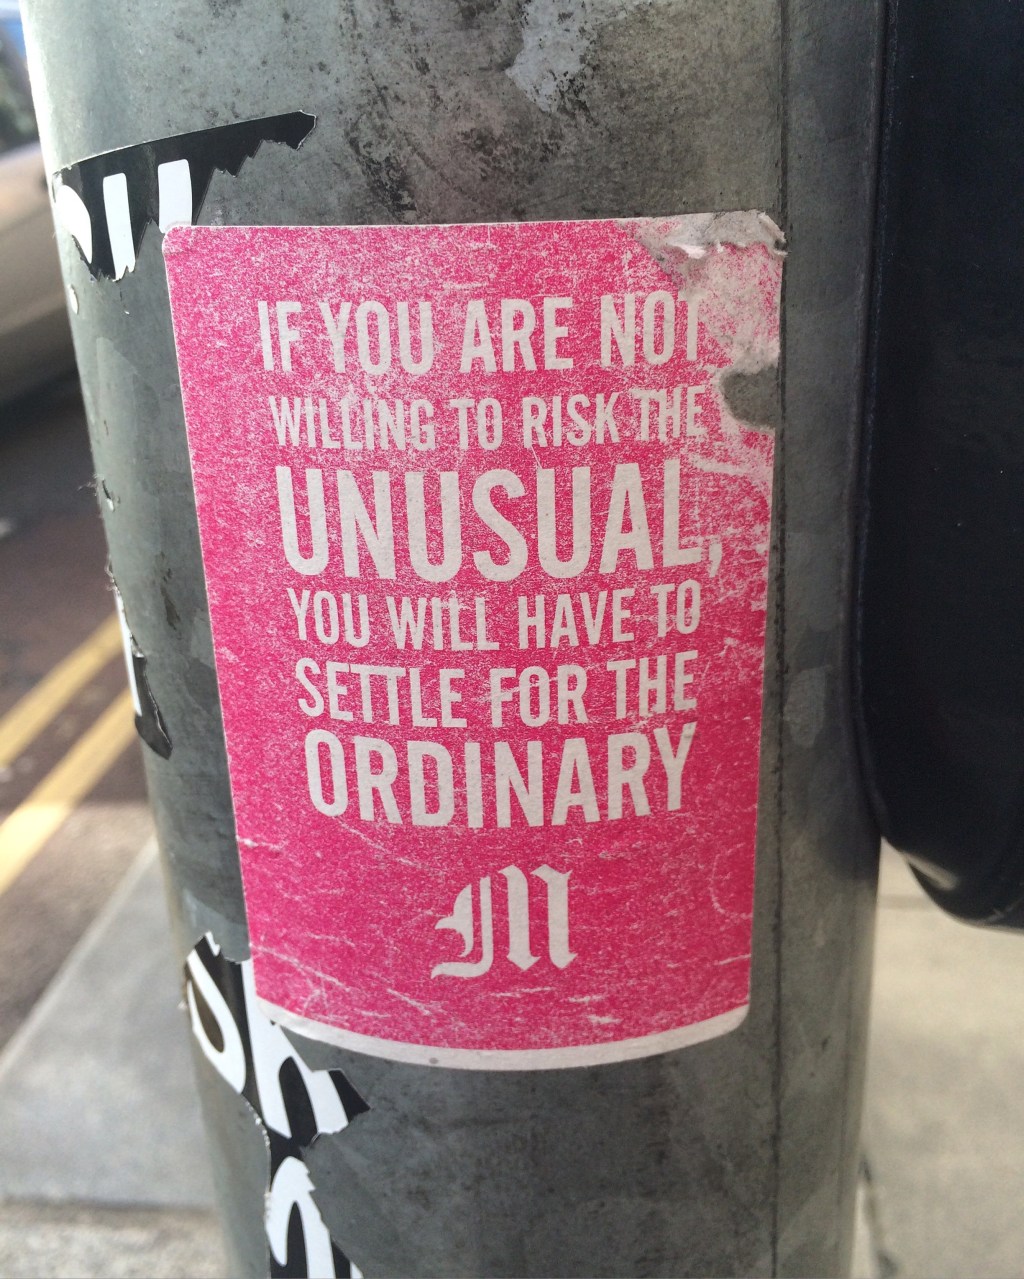 IF YOU ARE NOT
WILLING TO RISK THE
UNUSUAL,
YOU WILL HAVE TO
SETTLE FOR THE
ORDINARY
M